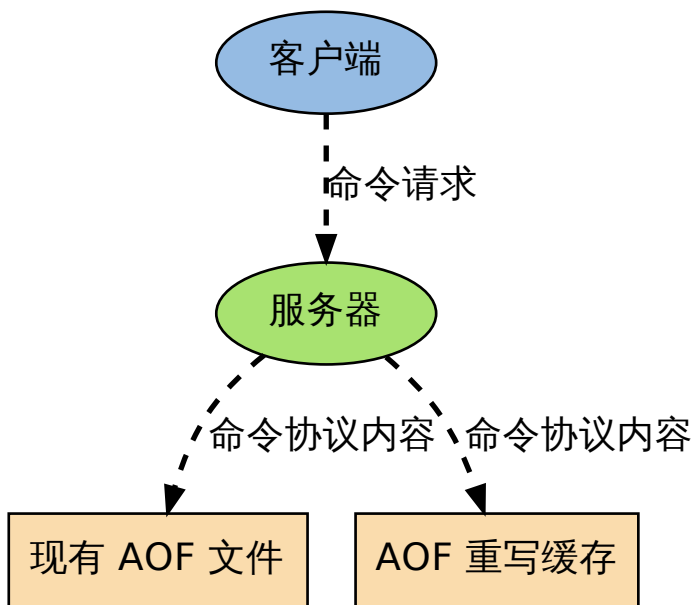 客户端
命令请求
服务器
命令协议内容
命令协议内容
现有 AOF 文件
AOF 重写缓存